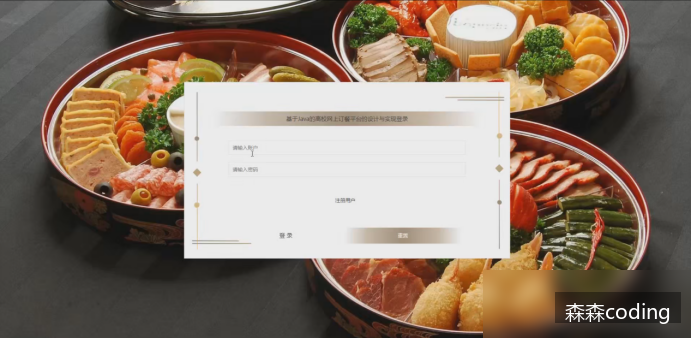 基于Java的高校网上订餐平台的设计与实现登录
请输入账户
请输入密码
注册用户
登录
重置
森森coding